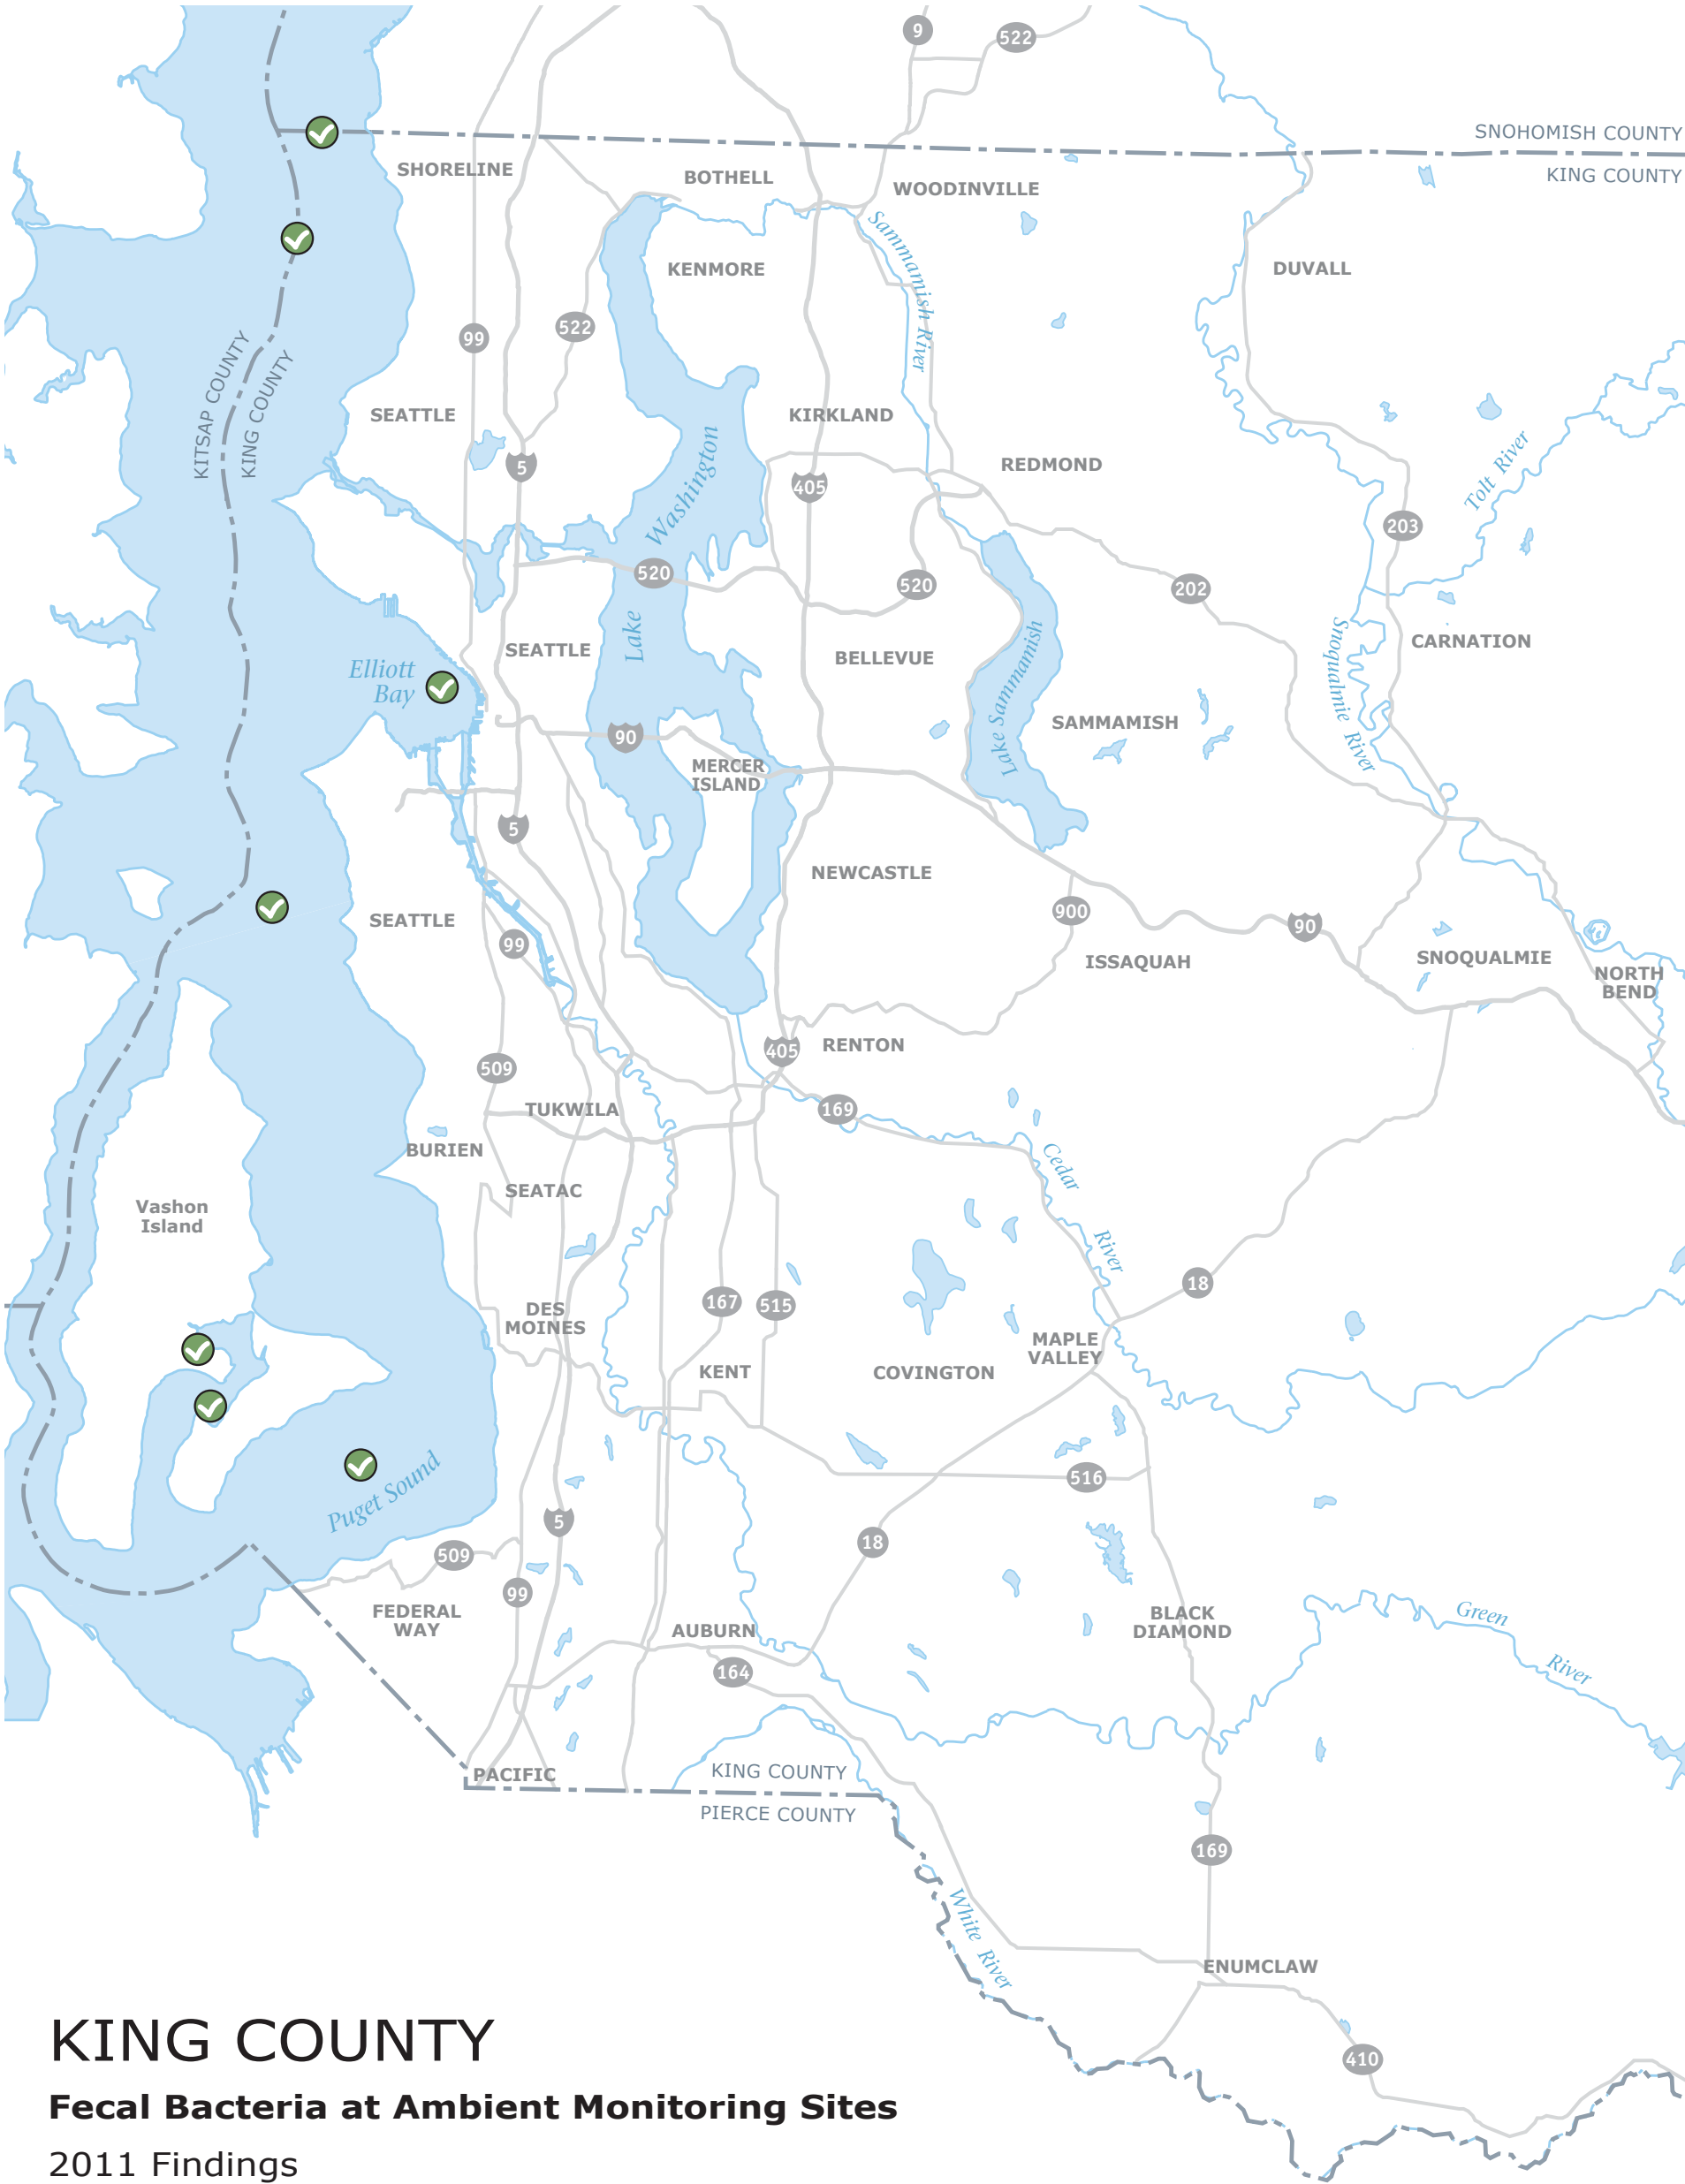 9
522
SNOHOMISH COUNTY
KING COUNTY
SHORELINE
BOTHELL
WOODINVILLE
Sammamish River
KENMORE
DUVALL
99
522
KITSAP COUNTY
KING COUNTY
SEATTLE
KIRKLAND
5
405
REDMOND
Lake Washington
Tolt River
203
520
520
202
SEATTLE
BELLEVUE
CARNATION
Elliott
Bay
Lake Sammamish
Snoqualmie River
SAMMAMISH
90
MERCER
ISLAND
5
NEWCASTLE
SEATTLE
900
90
99
ISSAQUAH
SNOQUALMIE
NORTH
BEND
405
RENTON
509
TUKWILA
169
BURIEN
Cedar River
SEATAC
Vashon
Island
18
167
515
DES
MOINES
MAPLE
VALLEY
KENT
COVINGTON
Puget Sound
516
5
18
509
99
FEDERAL
WAY
AUBURN
BLACK
DIAMOND
Green River
164
PACIFIC
KING COUNTY
PIERCE COUNTY
169
White River
ENUMCLAW
410
KING COUNTY
Fecal Bacteria at Ambient Monitoring Sites
2011 Findings